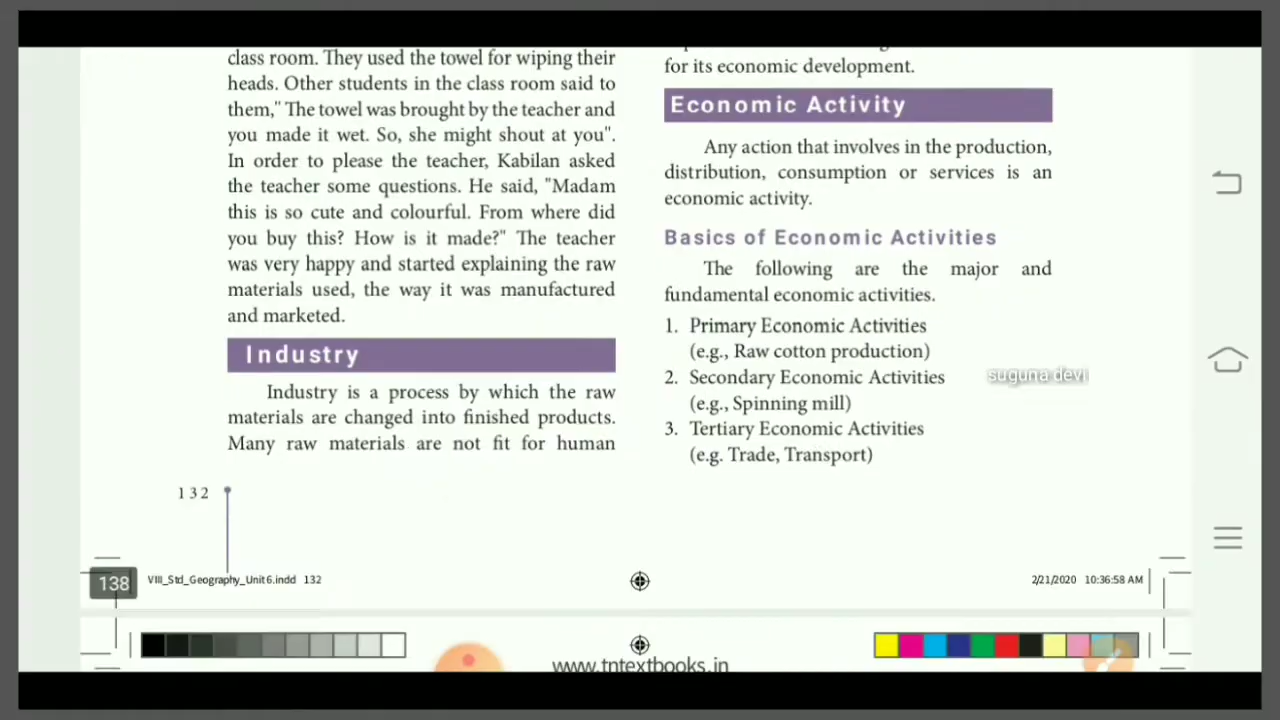 class room. They used the towel for wiping their
heads. Other students in the class room said to
them," The towel was brought by the teacher and
you made it wet. So, she might shout at you".
In order to please the teacher, Kabilan asked
the teacher some questions. He said, "Madam
this is so cute and colourful. From where did
you buy this? How is it made?" The teacher
was very happy and started explaining the raw
materials used, the way it was manufactured
and marketed.
Industry
Industry is a process by which the raw
materials are changed into finished products.
Many raw materials are not fit for human
for its economic development.
Economic Activity
Any action that involves in the production,
distribution, consumption or services is an
economic activity.
Basics of Economic Activities
The following are the major and
fundamental economic activities.
1. Primary Economic Activities
(e.g., Raw cotton production)
2. Secondary Economic Activities
(e.g., Spinning mill)
3. Tertiary Economic Activities
(e.g. Trade, Transport)
suguna devi
132
138
VIII_Std_Geography_Unit6.indd 132
2/21/2020 10:36:58 AM
www.tntextbooks.in